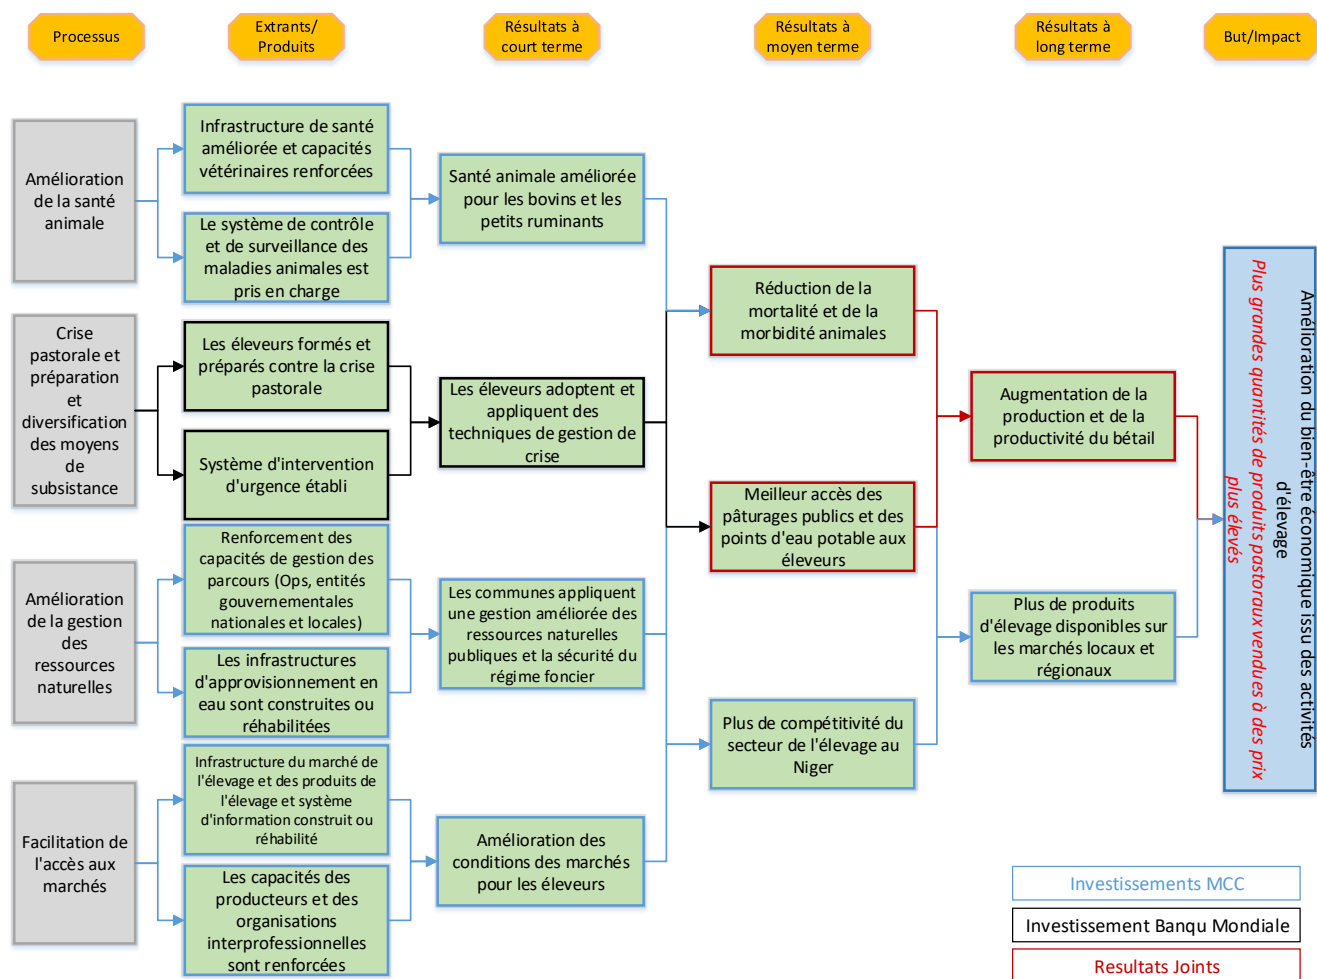 Processus
Extrants/
Produits
Résultats à
court terme
Résultats à
moyen terme
Résultats à
long terme
But/Impact
Amélioration
de la santé
animale
Infrastructure de santé
améliorée et capacités
vétérinaires renforcées
Le système de contrôle
et de surveillance des
maladies animales est
pris en charge
Santé animale améliorée
pour les bovins et les
petits ruminants
Crise
pastorale et
préparation
et
diversification
des moyens
de
subsistance
Les éleveurs formés et
préparés contre la crise
pastorale
Système d'intervention
d'urgence établi
Les éleveurs adoptent et
appliquent des
techniques de gestion de
crise
Amélioration
de la gestion
des
ressources
naturelles
Renforcement des
capacités de gestion des
parcours (Ops, entités
gouvernementales
nationales et locales)
Les infrastructures
d'approvisionnement en
eau sont construites ou
réhabilitées
Les communes appliquent
une gestion améliorée des
ressources naturelles
publiques et la sécurité du
régime foncier
Facilitation de
l'accès aux
marchés
Infrastructure du marché de
l'élevage et des produits de
l'élevage et système
d'information construit ou
réhabilité
Les capacités des
producteurs et des
organisations
interprofessionnelles
sont renforcées
Amélioration des
conditions des marchés
pour les éleveurs
Réduction de la
mortalité et de la
morbidité animales
Meilleur accès des
pâturages publics et des
points d'eau potable aux
éleveurs
Plus de compétitivité du
secteur de l'élevage au
Niger
Augmentation de la
production et de la
productivité du bétail
Plus de produits
d'élevage disponibles sur
les marchés locaux et
régionaux
Amélioration du bien-être économique issu des activités
d'élevage
Plus grandes quantités de produits pastoraux vendues à des prix
plus élevés
Investissements MCC
Investissement Banqu Mondiale
Resultats Joints